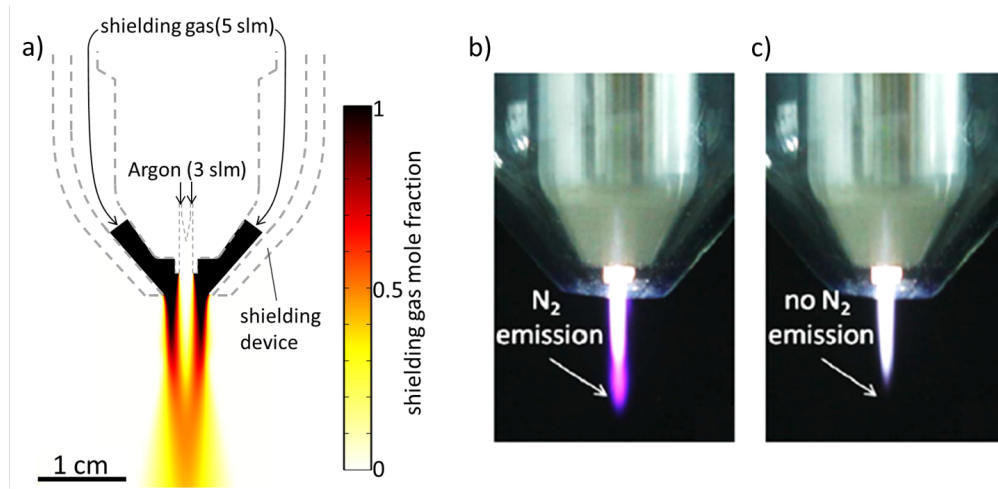 a)
shielding gas(5 slm)
Argon (3 slm)
shielding
device
1 cm
1
0.5
0
shielding gas mole fraction
b)
N₂
emission
c)
no N₂
emission